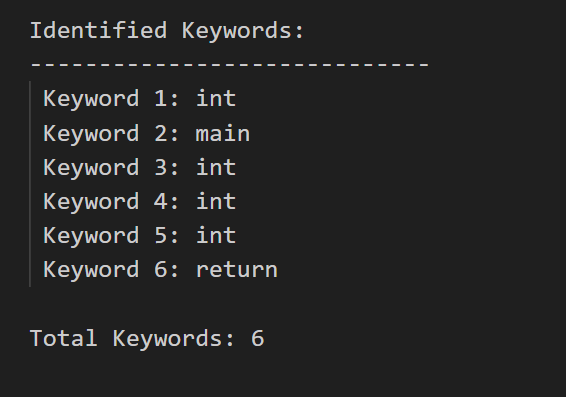 Identified Keywords:
-----------------------------
Keyword 1: int
Keyword 2: main
Keyword 3: int
Keyword 4: int
Keyword 5: int
Keyword 6: return
Total Keywords: 6